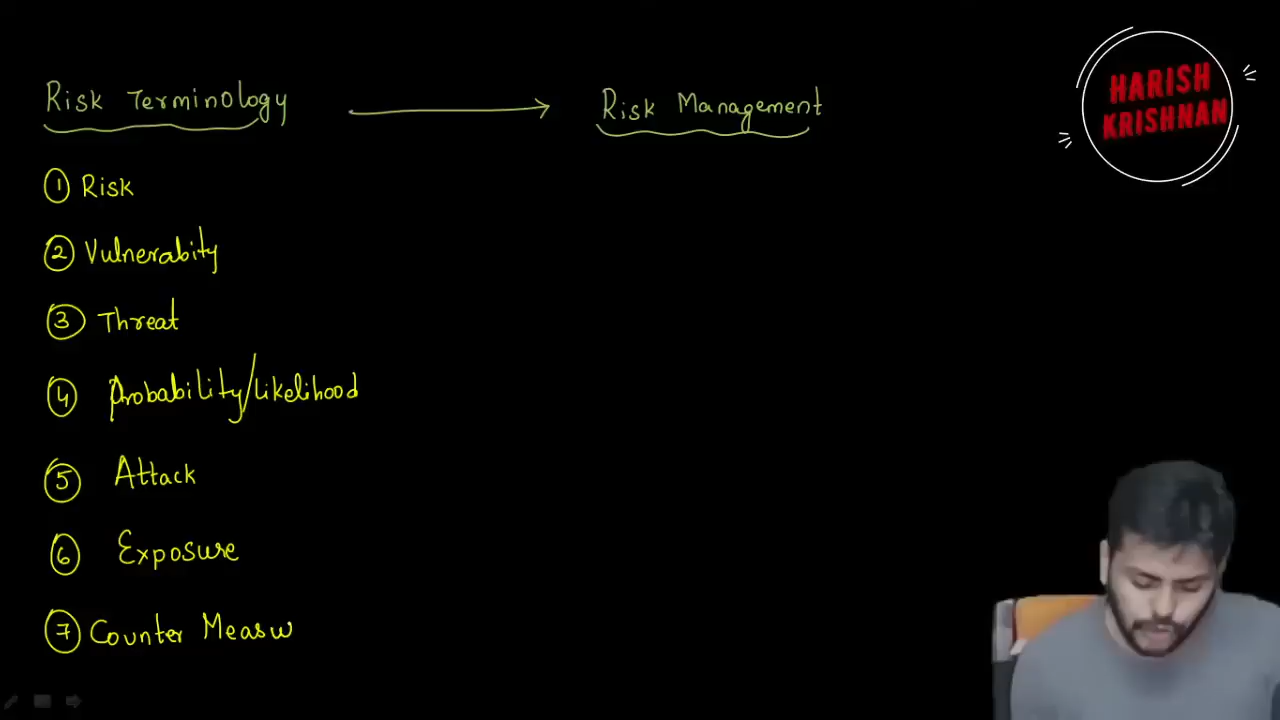 Risk Terminology
Risk Management
HARISH
KRISHNAN
1 Risk
2 Vulnerabity
3 Threat
4 Probability/Likelihood
5 Attack
6 Exposure
7 Counter Measu